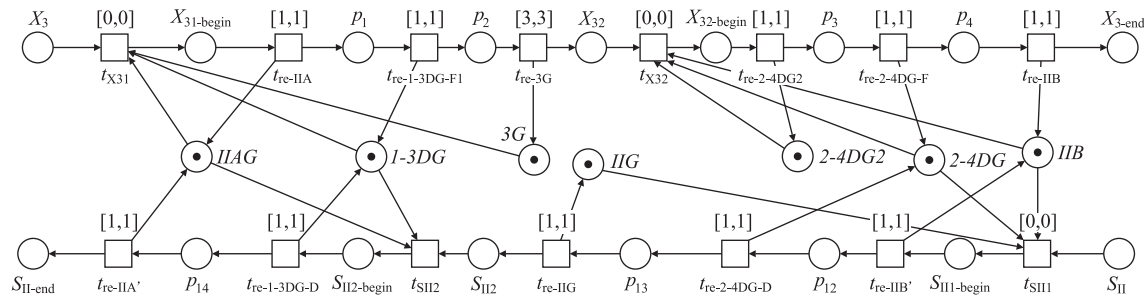 X3 X31-begin p1 p2 X32 X32-begin p3 p4 X3-end
[0,0] [1,1] [1,1] [3,3] [0,0] [1,1] [1,1] [1,1]
tX31 tre-IIA tre-1-3DG-F1 tre-3G tX32 tre-2-4DG2 tre-2-4DG-F tre-IIB
IIAG 1-3DG 3G IIG 2-4DG2 2-4DG IIB
[1,1] [1,1] [1,1] [1,1] [1,1] [0,0]
SII-end tre-IIA' p14 tre-1-3DG-D SII2-begin tSII2 SII2 tre-IIG p13 tre-2-4DG-D p12 tre-IIB' SII1-begin tSII1 SII